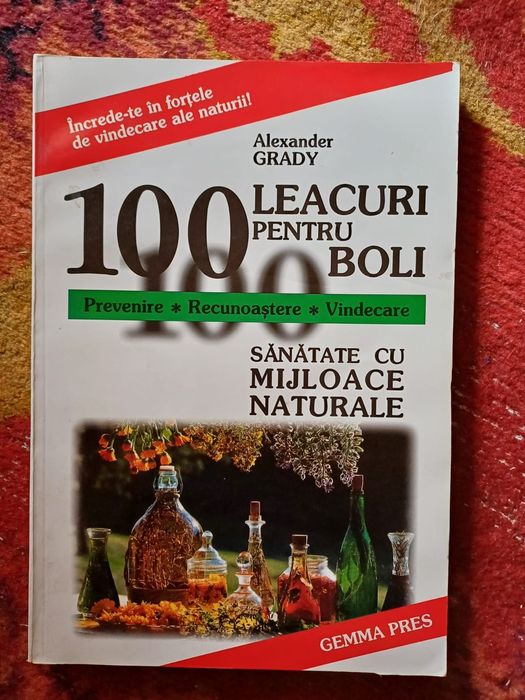 Încrede-te în forțele
de vindecare ale naturii!
Alexander
GRADY
100 LEACURI
PENTRU
100 BOLI
Prevenire * Recunoaștere * Vindecare
SĂNĂTATE CU
MIJLOACE
NATURALE
GEMMA PRES